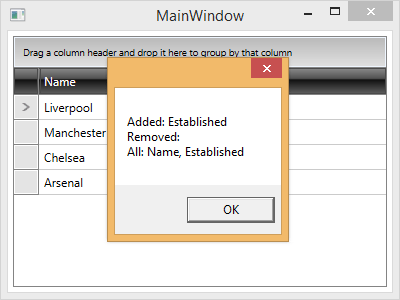 MainWindow
Drag a column header and drop it here to group by that column
Name
Liverpool
Manchester
Chelsea
Arsenal
Added: Established
Removed:
All: Name, Established
OK